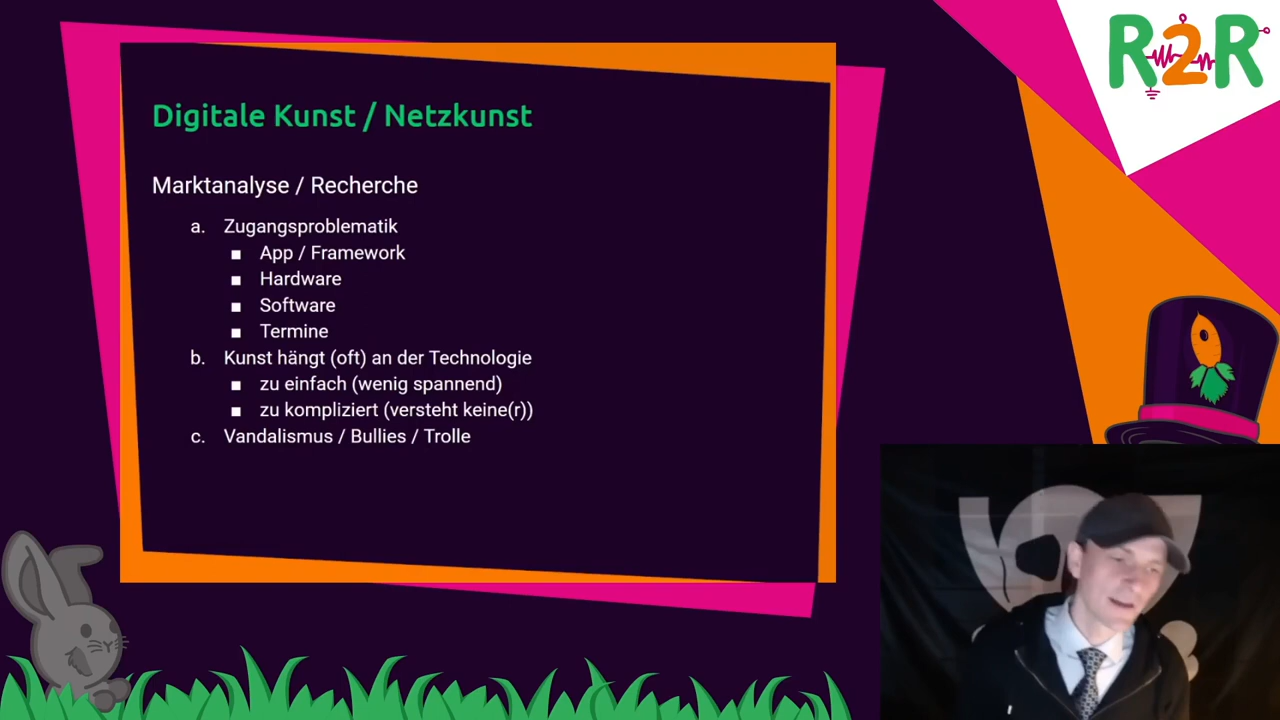 R2R
Digitale Kunst / Netzkunst
Marktanalyse / Recherche
a. Zugangsproblematik
■ App / Framework
■ Hardware
■ Software
■ Termine
b. Kunst hängt (oft) an der Technologie
■ zu einfach (wenig spannend)
■ zu kompliziert (versteht keine(r))
c. Vandalismus / Bullies / Trolle